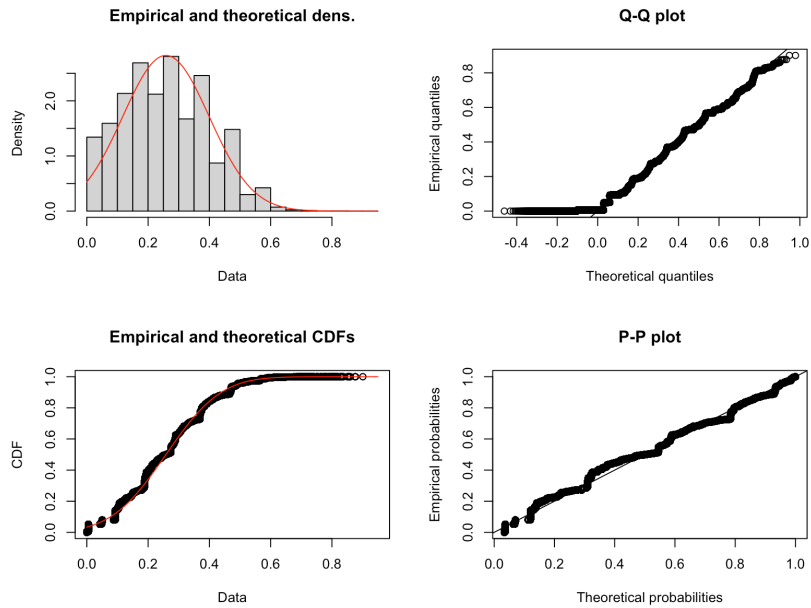 Empirical and theoretical dens.
Density
0.0 1.0 2.0
0.0 0.2 0.4 0.6 0.8
Data
Q-Q plot
Empirical quantiles
0.0 0.2 0.4 0.6 0.8
-0.4 -0.2 0.0 0.2 0.4 0.6 0.8 1.0
Theoretical quantiles
Empirical and theoretical CDFs
CDF
0.0 0.2 0.4 0.6 0.8 1.0
0.0 0.2 0.4 0.6 0.8
Data
P-P plot
Empirical probabilities
0.0 0.2 0.4 0.6 0.8 1.0
0.0 0.2 0.4 0.6 0.8 1.0
Theoretical probabilities